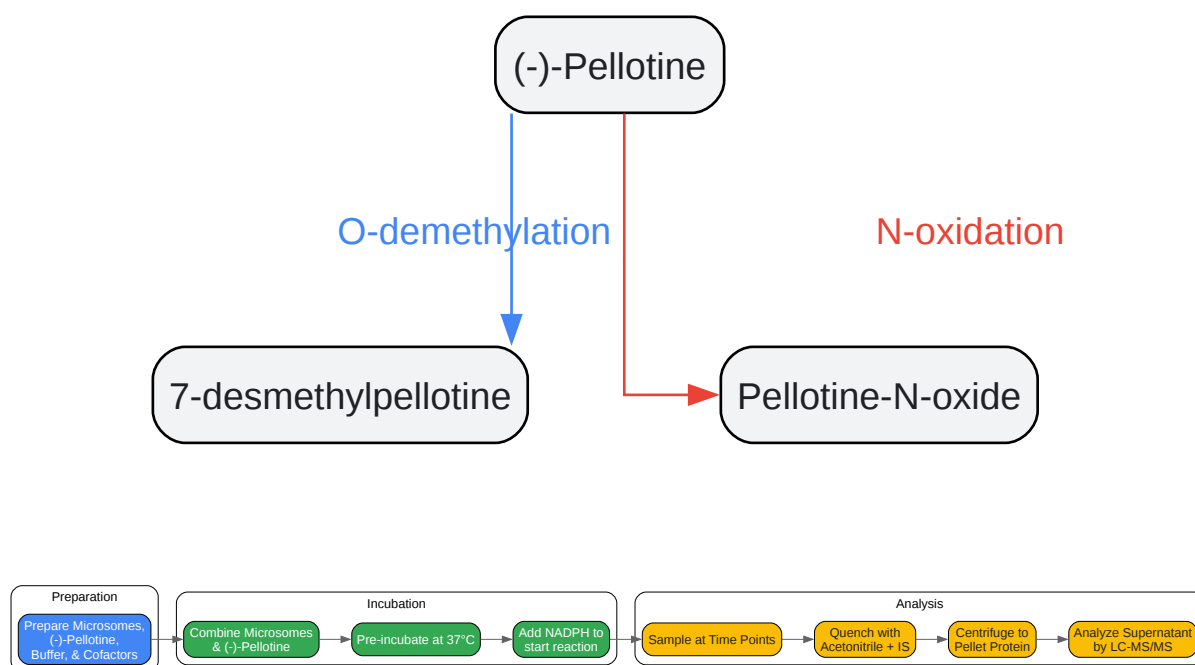 (-)-Pellotine
O-demethylation
N-oxidation
7-desmethylpellotine
Pellotine-N-oxide
Preparation
Prepare Microsomes,
(-)-Pellotine,
Buffer, & Cofactors
Incubation
Combine Microsomes
& (-)-Pellotine
Pre-incubate at 37°C
Add NADPH to
start reaction
Analysis
Sample at Time Points
Quench with
Acetonitrile + IS
Centrifuge to
Pellet Protein
Analyze Supernatant
by LC-MS/MS